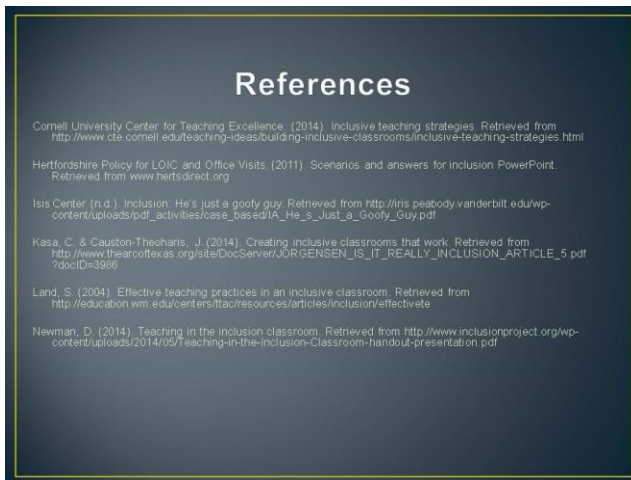 References
Cornell University Center for Teaching Excellence. (2014). Inclusive teaching strategies. Retrieved from
http://www.cte.cornell.edu/teaching-ideas/building-inclusive-classrooms/inclusive-teaching-strategies.html
Hertfordshire Policy for LOIC and Office Visits. (2011). Scenarios and answers for inclusion PowerPoint.
Retrieved from www.hertsdirect.org
Isis Center (n.d.). Inclusion: He's just a goofy guy. Retrieved from http://iris.peabody.vanderbilt.edu/wp-
content/uploads/pdf_activities/case_based/IA_He_s_Just_a_Goofy_Guy.pdf
Kasa, C. & Causton-Theoharis, J. (2014). Creating inclusive classrooms that work. Retrieved from
http://www.thearcoftexas.org/site/DocServer/JORGENSEN_IS_IT_REALLY_INCLUSION_ARTICLE_5.pdf
?docID=3986
Land, S. (2004). Effective teaching practices in an inclusive classroom. Retrieved from
http://education.wm.edu/centers/ttac/resources/articles/inclusion/effectivete
Newman, D. (2014). Teaching in the inclusion classroom. Retrieved from http://www.inclusionproject.org/wp-
content/uploads/2014/05/Teaching-in-the-Inclusion-Classroom-handout-presentation.pdf